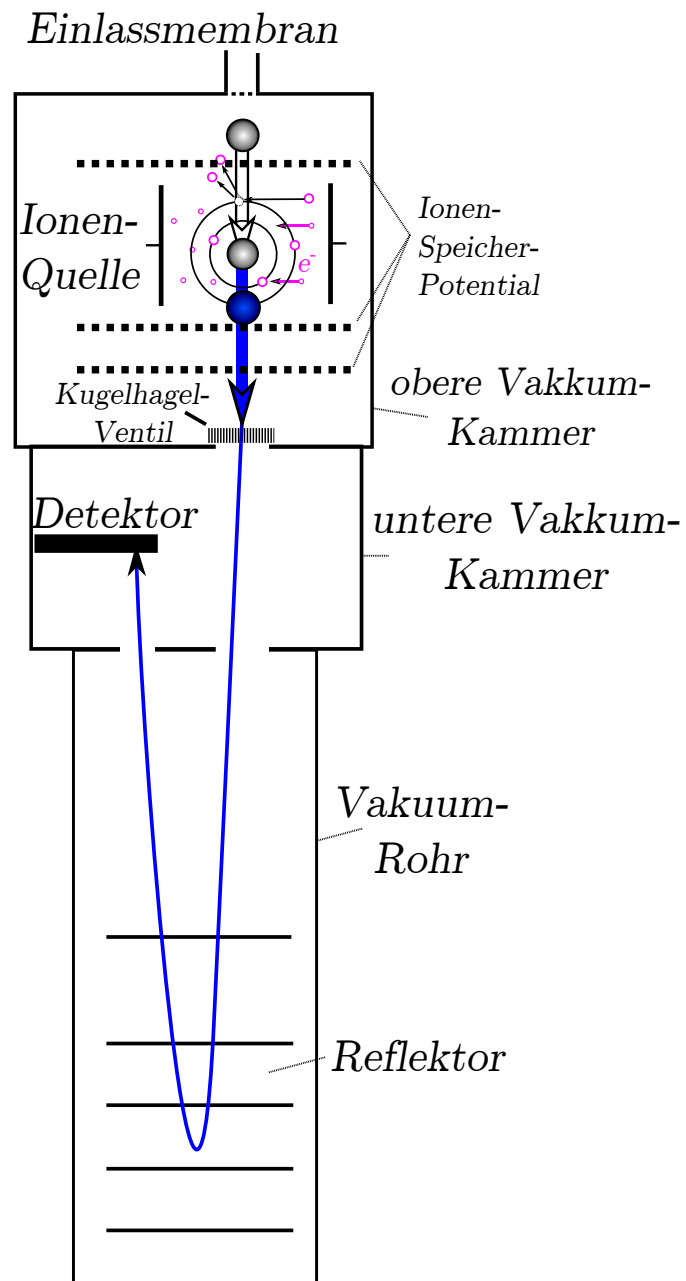 Einlassmembran
Ionen-
Quelle
e-
Ionen-
Speicher-
Potential
obere Vakkum-
Kammer
Kugelhagel-
Ventil
Detektor
untere Vakkum-
Kammer
Vakuum-
Rohr
Reflektor